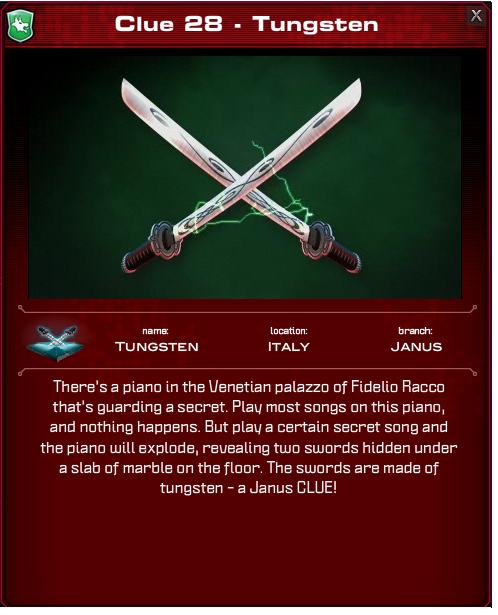 Clue 28 - Tungsten
X
name:
TUNGSTEN
location:
ITALY
branch:
JANUS
There's a piano in the Venetian palazzo of Fidelio Racco
that's guarding a secret. Play most songs on this piano,
and nothing happens. But play a certain secret song and
the piano will explode, revealing two swords hidden under
a slab of marble on the floor. The swords are made of
tungsten - a Janus CLUE!